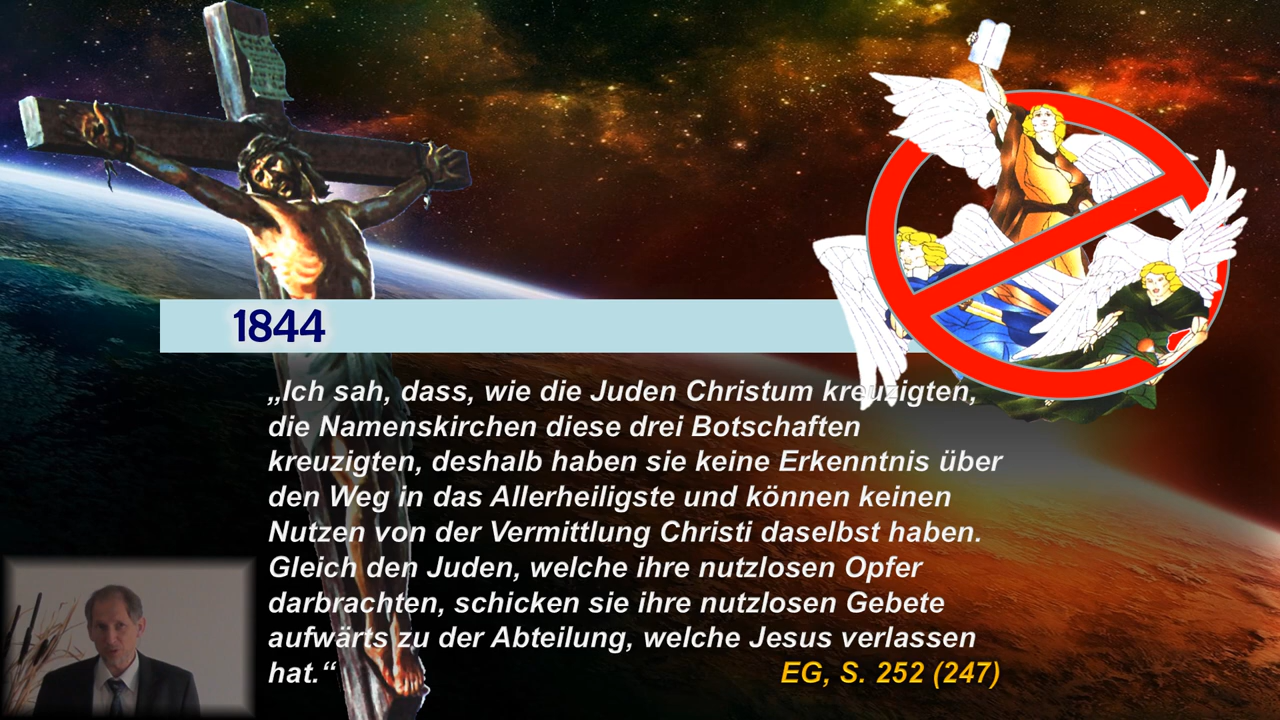 1844
„Ich sah, dass, wie die Juden Christum kreuzigten,
die Namenskirchen diese drei Botschaften
kreuzigten, deshalb haben sie keine Erkenntnis über
den Weg in das Allerheiligste und können keinen
Nutzen von der Vermittlung Christi daselbst haben.
Gleich den Juden, welche ihre nutzlosen Opfer
darbrachten, schicken sie ihre nutzlosen Gebete
aufwärts zu der Abteilung, welche Jesus verlassen
hat.“ EG, S. 252 (247)